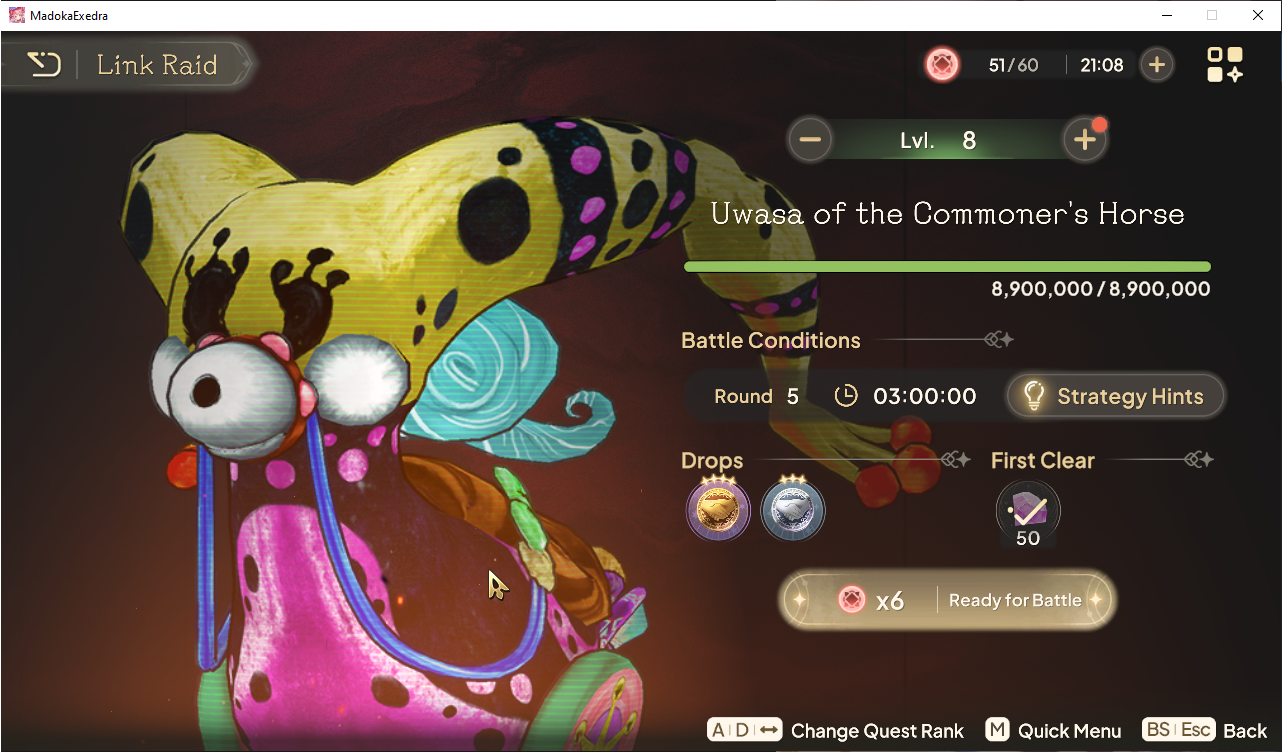 MadokaExedra
Link Raid
51/60
21:08
Lvl. 8
Uwasa of the Commoner's Horse
8,900,000/8,900,000
Battle Conditions
Round 5
03:00:00
Strategy Hints
Drops
First Clear
50
x6
Ready for Battle
A D Change Quest Rank
M Quick Menu
BS Esc Back